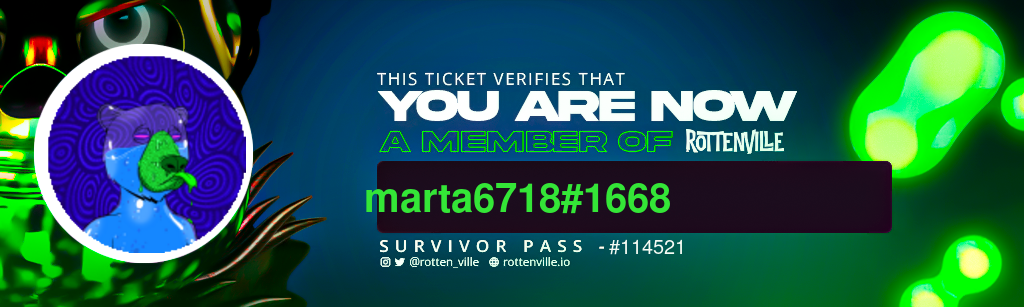 THIS TICKET VERIFIES THAT
YOU ARE NOW
A MEMBER OF ROTTENVILLE
marta6718#1668
SURVIVOR PASS - #114521
@rotten_ville rottenville.io